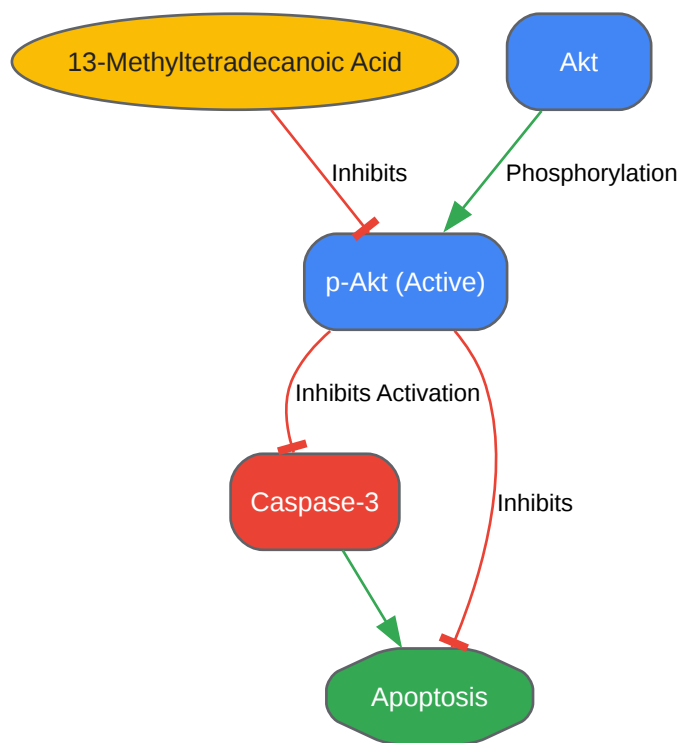 13-Methyltetradecanoic Acid
Akt
Inhibits
Phosphorylation
p-Akt (Active)
Inhibits Activation
Caspase-3
Inhibits
Apoptosis